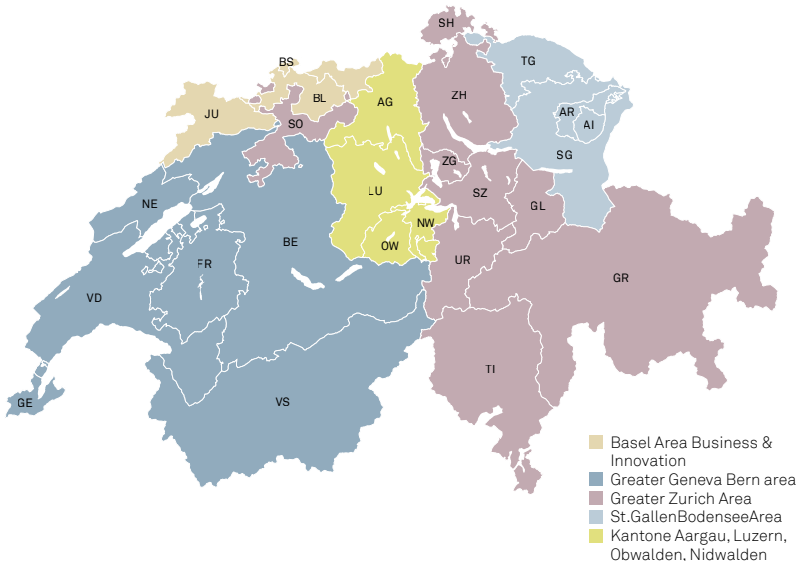 SH
BS
TG
ZH
BL
AG
JU
AR
SO
AI
SG
ZG
LU
SZ
NE
GL
NW
BE
OW
UR
FR
GR
VD
TI
GE
VS
Basel Area Business &
Innovation
Greater Geneva Bern area
Greater Zurich Area
St.GallenBodenseeArea
Kantone Aargau, Luzern,
Obwalden, Nidwalden